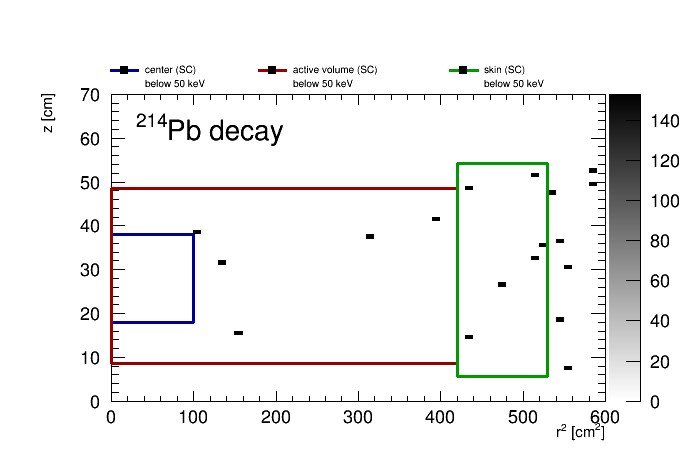 center (SC)
below 50 keV
active volume (SC)
below 50 keV
skin (SC)
below 50 keV
z [cm]
²¹⁴Pb decay
70
60
50
40
30
20
10
0
0 100 200 300 400 500 600
r² [cm²]
140
120
100
80
60
40
20
0